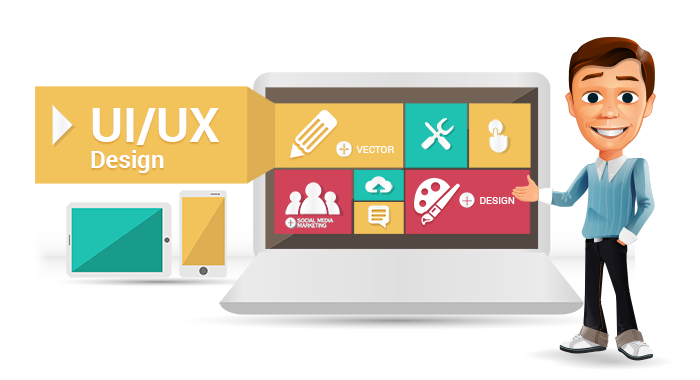 UI/UX
Design
VECTOR
SOCIAL MEDIA
MARKETING
DESIGN